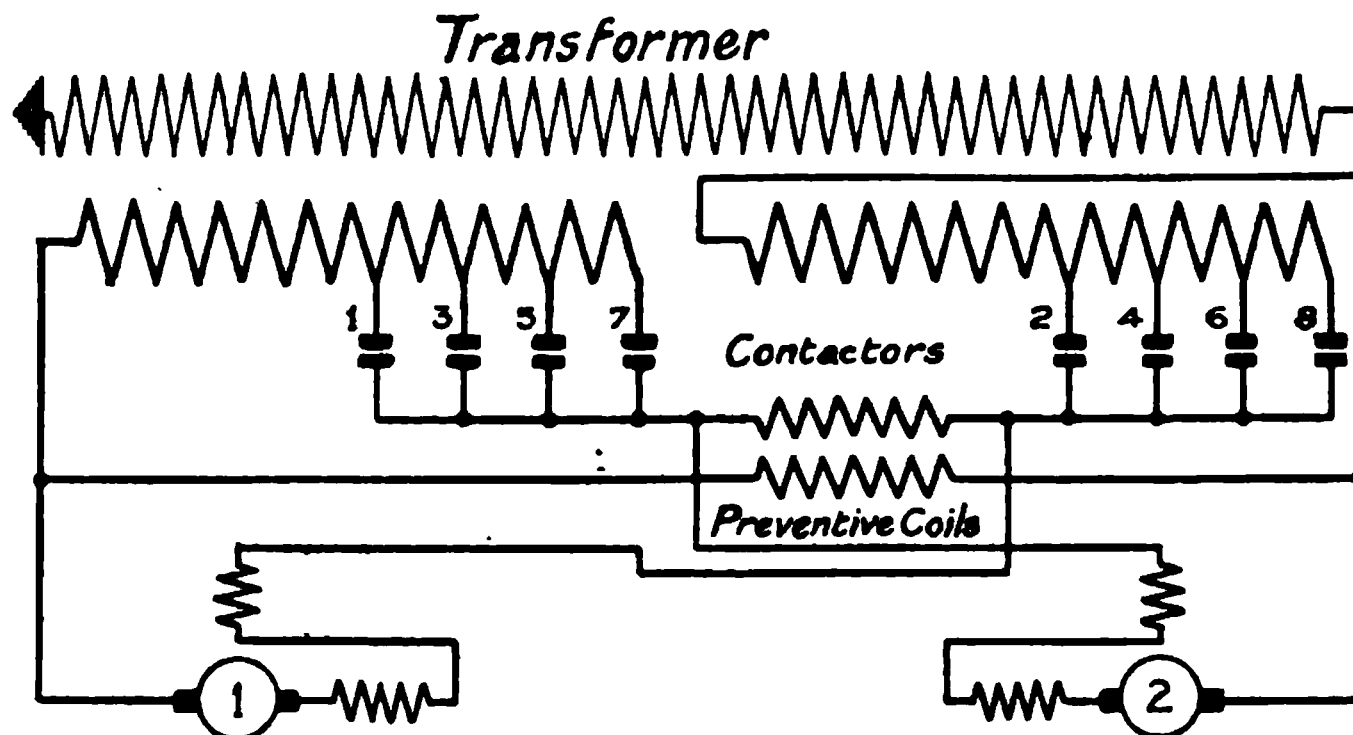 Transformer
1 3 5 7 2 4 6 8
Contactors
Preventive Coils
1 2